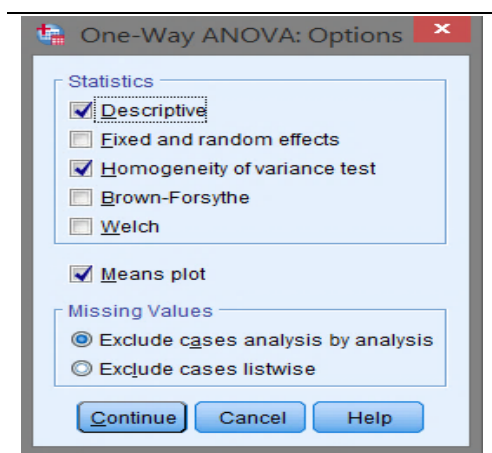 One-Way ANOVA: Options
Statistics
Descriptive
Fixed and random effects
Homogeneity of variance test
Brown-Forsythe
Welch
Means plot
Missing Values
Exclude cases analysis by analysis
Exclude cases listwise
Continue Cancel Help